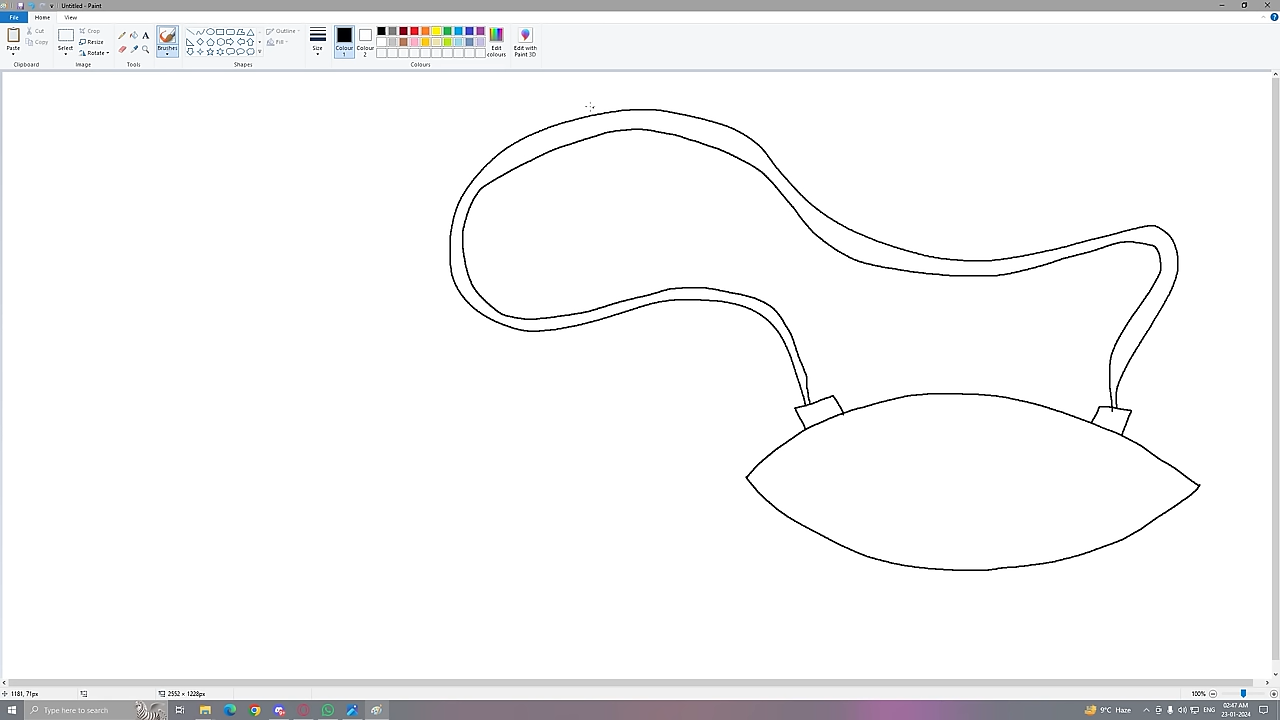 Untitled - Paint
File Home View
Paste
Cut
Copy
Clipboard
Select
Crop
Resize
Rotate
Image
Tools
Brushes
Outline
Fill
Shapes
Size
Colour 1
Colour 2
Edit colours
Colours
Edit with Paint 3D
1181, 71px
2552 × 1228px
100%
Type here to search
9°C Haze
ENG
02:47 AM
23-01-2024